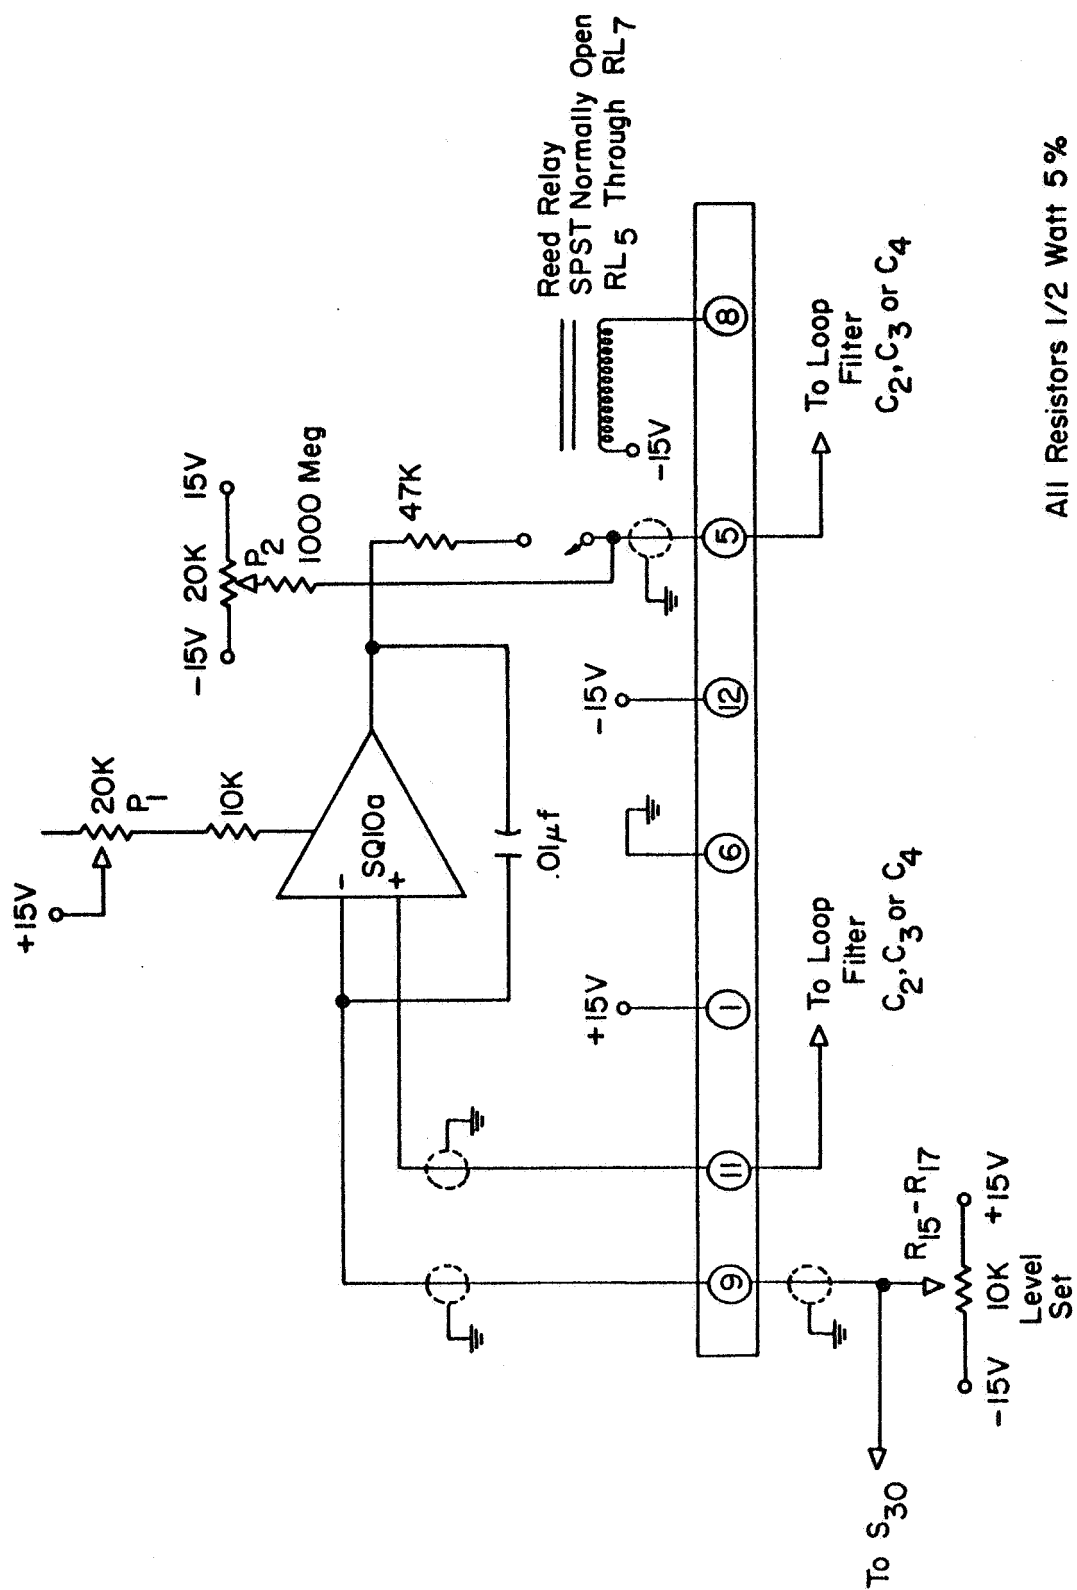 +15V
20K
P1
10K
−15V 20K 15V
P2
1000 Meg
47K
SQ10a
−
+
.01μf
Reed Relay
SPST Normally Open
RL5 Through RL7
−15V
+15V
−15V
9
11
1
6
12
5
8
To Loop
Filter
C2, C3 or C4
To Loop
Filter
C2, C3 or C4
To S30
R15–R17
−15V 10K +15V
Level
Set
All Resistors 1/2 Watt 5%